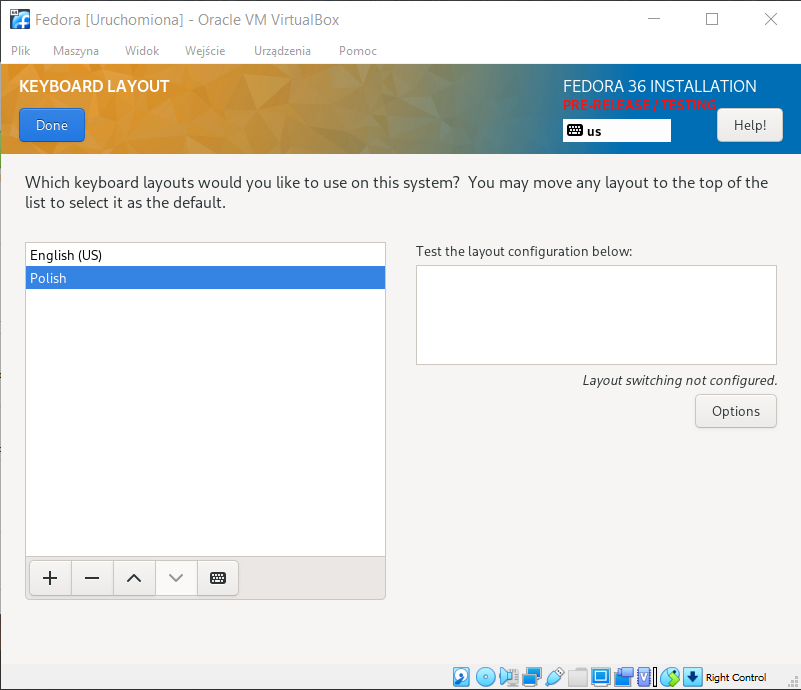 Fedora [Uruchomiona] - Oracle VM VirtualBox
Plik Maszyna Widok Wejście Urządzenia Pomoc
KEYBOARD LAYOUT
Done
FEDORA 36 INSTALLATION
PRE-RELEASE / TESTING
us
Help!
Which keyboard layouts would you like to use on this system?  You may move any layout to the top of the
list to select it as the default.
English (US)
Polish
Test the layout configuration below:
Layout switching not configured.
Options
Right Control